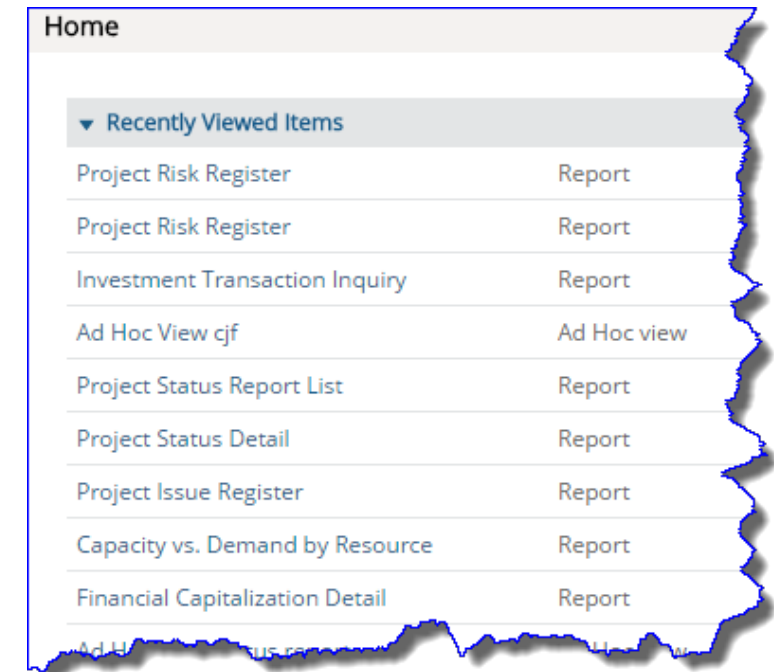 Home
Recently Viewed Items
Project Risk Register Report
Project Risk Register Report
Investment Transaction Inquiry Report
Ad Hoc View cjf Ad Hoc view
Project Status Report List Report
Project Status Detail Report
Project Issue Register Report
Capacity vs. Demand by Resource Report
Financial Capitalization Detail Report